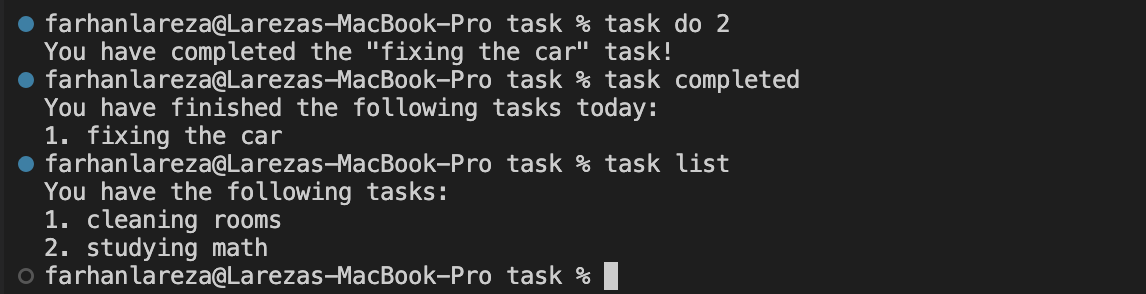 farhanlareza@Larezas-MacBook-Pro task % task do 2
You have completed the "fixing the car" task!
farhanlareza@Larezas-MacBook-Pro task % task completed
You have finished the following tasks today:
1. fixing the car
farhanlareza@Larezas-MacBook-Pro task % task list
You have the following tasks:
1. cleaning rooms
2. studying math
farhanlareza@Larezas-MacBook-Pro task %